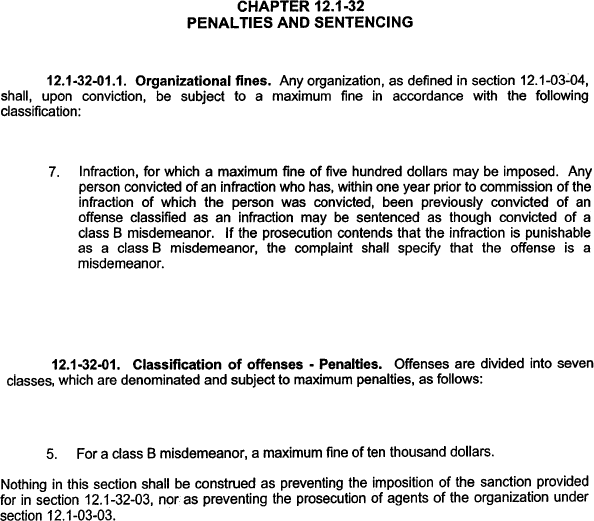 CHAPTER 12.1-32
PENALTIES AND SENTENCING
12.1-32-01.1. Organizational fines. Any organization, as defined in section 12.1-03-04,
shall, upon conviction, be subject to a maximum fine in accordance with the following
classification:
7. Infraction, for which a maximum fine of five hundred dollars may be imposed. Any
person convicted of an infraction who has, within one year prior to commission of the
infraction of which the person was convicted, been previously convicted of an
offense classified as an infraction may be sentenced as though convicted of a
class B misdemeanor. If the prosecution contends that the infraction is punishable
as a class B misdemeanor, the complaint shall specify that the offense is a
misdemeanor.
12.1-32-01. Classification of offenses - Penalties. Offenses are divided into seven
classes, which are denominated and subject to maximum penalties, as follows:
5. For a class B misdemeanor, a maximum fine of ten thousand dollars.
Nothing in this section shall be construed as preventing the imposition of the sanction provided
for in section 12.1-32-03, nor as preventing the prosecution of agents of the organization under
section 12.1-03-03.